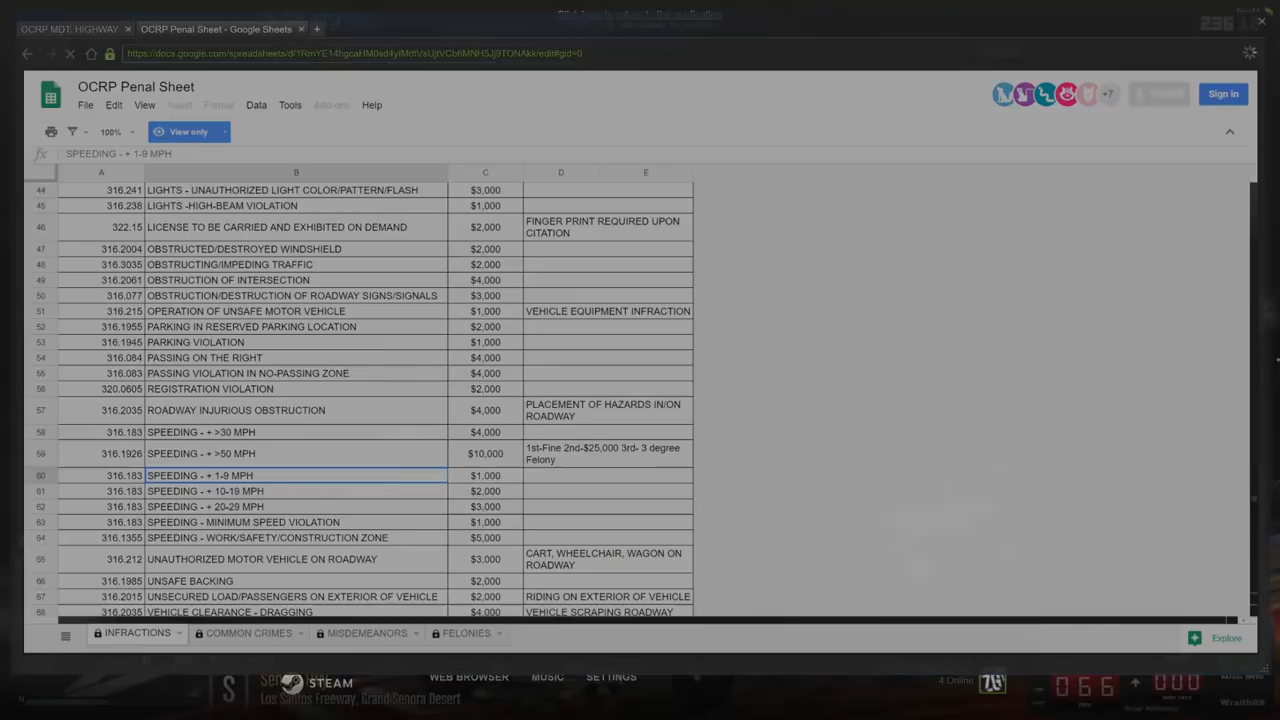 OCRP MDT: HIGHWAY × OCRP Penal Sheet - Google Sheets × +
https://docs.google.com/spreadsheets/d/1RmYE14hgcaHM0sd4yIMdtVsUjtVCb6MNH5Jj9TONAkk/edit#gid=0
OCRP Penal Sheet
File Edit View Insert Format Data Tools Add-ons Help
+7
Sign in
100% View only
fx SPEEDING - + 1-9 MPH
A B C D E
44 316.241 LIGHTS - UNAUTHORIZED LIGHT COLOR/PATTERN/FLASH $3,000
45 316.238 LIGHTS -HIGH-BEAM VIOLATION $1,000
46 322.15 LICENSE TO BE CARRIED AND EXHIBITED ON DEMAND $2,000 FINGER PRINT REQUIRED UPON
CITATION
47 316.2004 OBSTRUCTED/DESTROYED WINDSHIELD $2,000
48 316.3035 OBSTRUCTING/IMPEDING TRAFFIC $2,000
49 316.2061 OBSTRUCTION OF INTERSECTION $4,000
50 316.077 OBSTRUCTION/DESTRUCTION OF ROADWAY SIGNS/SIGNALS $3,000
51 316.215 OPERATION OF UNSAFE MOTOR VEHICLE $1,000 VEHICLE EQUIPMENT INFRACTION
52 316.1955 PARKING IN RESERVED PARKING LOCATION $2,000
53 316.1945 PARKING VIOLATION $1,000
54 316.084 PASSING ON THE RIGHT $4,000
55 316.083 PASSING VIOLATION IN NO-PASSING ZONE $4,000
56 320.0605 REGISTRATION VIOLATION $2,000
57 316.2035 ROADWAY INJURIOUS OBSTRUCTION $4,000 PLACEMENT OF HAZARDS IN/ON
ROADWAY
58 316.183 SPEEDING - + >30 MPH $4,000
59 316.1926 SPEEDING - + >50 MPH $10,000 1st-Fine 2nd-$25,000 3rd- 3 degree
Felony
60 316.183 SPEEDING - + 1-9 MPH $1,000
61 316.183 SPEEDING - + 10-19 MPH $2,000
62 316.183 SPEEDING - + 20-29 MPH $3,000
63 316.183 SPEEDING - MINIMUM SPEED VIOLATION $1,000
64 316.1355 SPEEDING - WORK/SAFETY/CONSTRUCTION ZONE $5,000
65 316.212 UNAUTHORIZED MOTOR VEHICLE ON ROADWAY $3,000 CART, WHEELCHAIR, WAGON ON
ROADWAY
66 316.1985 UNSAFE BACKING $2,000
67 316.2015 UNSECURED LOAD/PASSENGERS ON EXTERIOR OF VEHICLE $2,000 RIDING ON EXTERIOR OF VEHICLE
68 316.2035 VEHICLE CLEARANCE - DRAGGING $4,000 VEHICLE SCRAPING ROADWAY
INFRACTIONS COMMON CRIMES MISDEMEANORS FELONIES
Explore
STEAM WEB BROWSER MUSIC SETTINGS
Los Santos Freeway, Grand Senora Desert
4 Online
066 000
WraithRS